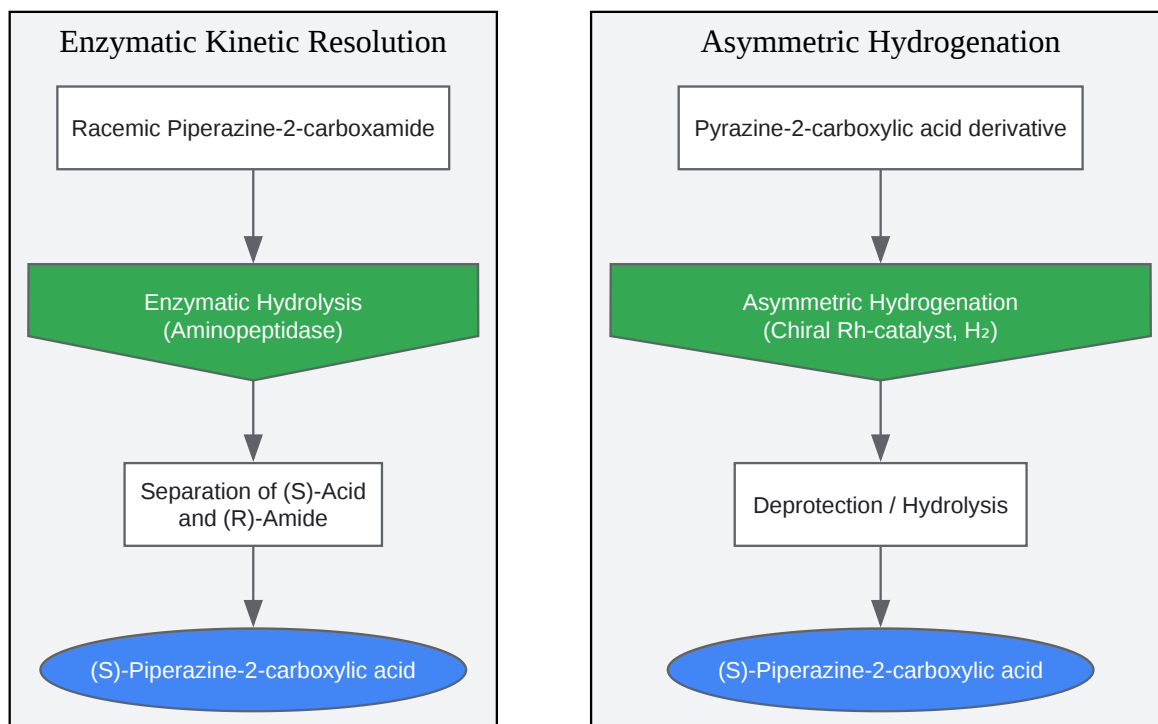 Enzymatic Kinetic Resolution
Racemic Piperazine-2-carboxamide
Enzymatic Hydrolysis
(Aminopeptidase)
Separation of (S)-Acid
and (R)-Amide
(S)-Piperazine-2-carboxylic acid
Asymmetric Hydrogenation
Pyrazine-2-carboxylic acid derivative
Asymmetric Hydrogenation
(Chiral Rh-catalyst, H₂)
Deprotection / Hydrolysis
(S)-Piperazine-2-carboxylic acid